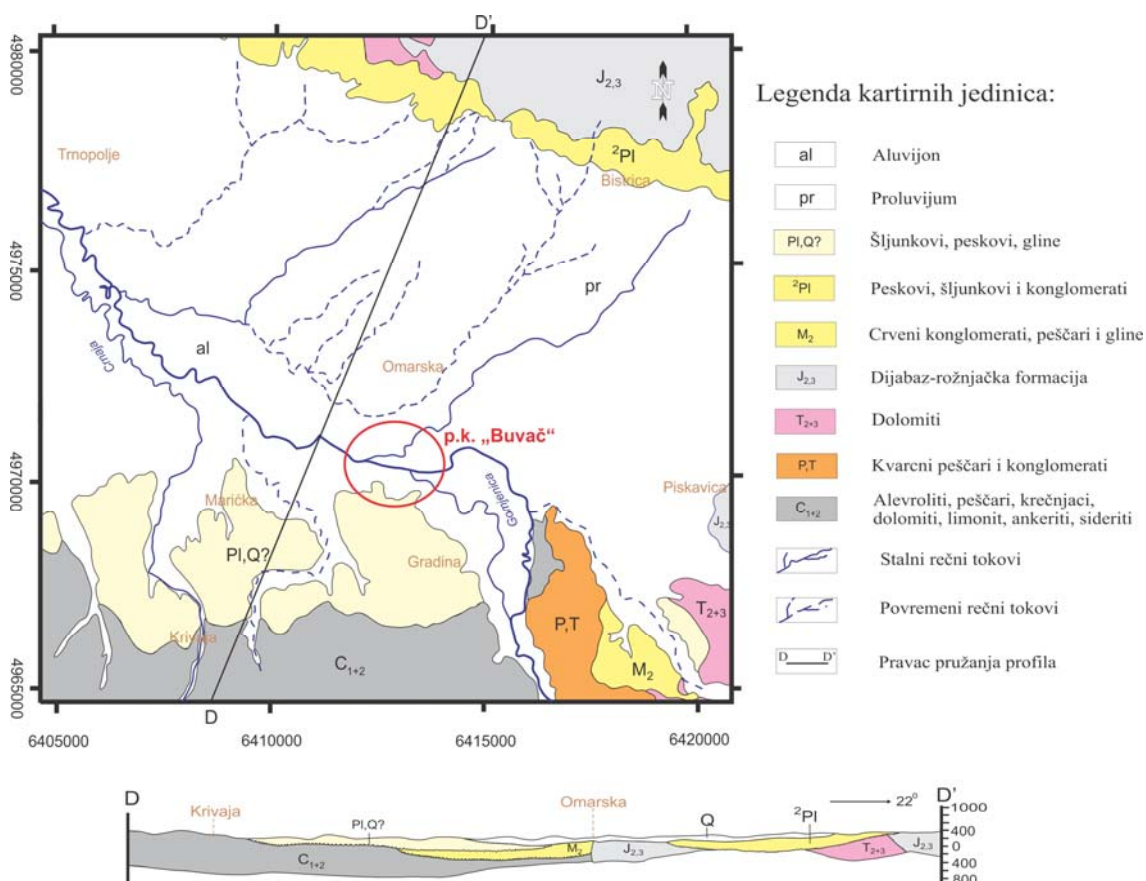 D'
4980000
4975000
4970000
4965000
J2,3
N
Trnopolje
²Pl
Bistrica
pr
Crnaja
al
Omarska
p.k. „Buvač“
Marička
Gomjenica
Piskavica
J2,3
Pl,Q?
Gradina
T2+3
P,T
Krivaja
C1+2
M2
D
6405000 6410000 6415000 6420000
Legenda kartirnih jedinica:
al Aluvijon
pr Proluvijum
Pl,Q? Šljunkovi, peskovi, gline
²Pl Peskovi, šljunkovi i konglomerati
M2 Crveni konglomerati, peščari i gline
J2,3 Dijabaz-rožnjačka formacija
T2+3 Dolomiti
P,T Kvarcni peščari i konglomerati
C1+2 Alevroliti, peščari, krečnjaci,
dolomiti, limonit, ankeriti, sideriti
Stalni rečni tokovi
Povremeni rečni tokovi
D D' Pravac pružanja profila
D Krivaja Omarska D'
Pl,Q? Q ²Pl 22°
1000
400
0
400
800
C1+2 M2 J2,3 T2+3 J2,3